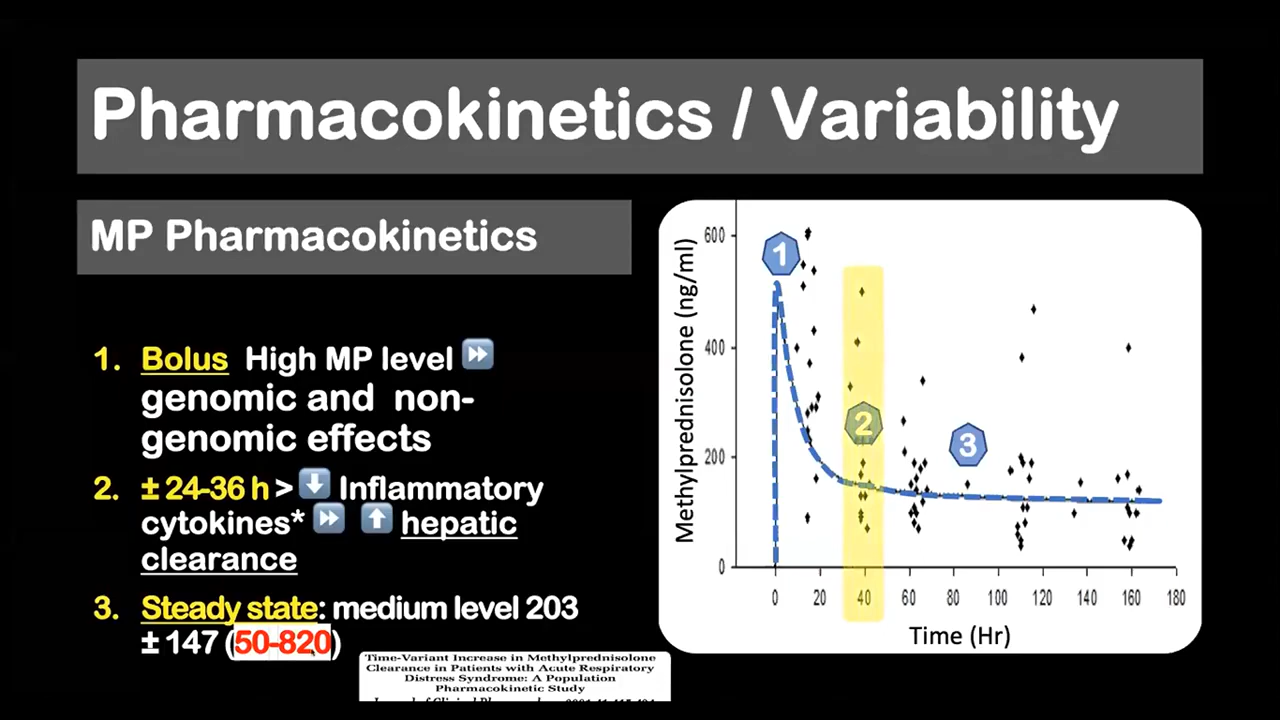 Pharmacokinetics / Variability
MP Pharmacokinetics
1. Bolus High MP level
genomic and non-
genomic effects
2. ± 24-36 h > Inflammatory
cytokines* hepatic
clearance
3. Steady state: medium level 203
± 147 (50-820)
Time-Variant Increase in Methylprednisolone
Clearance in Patients with Acute Respiratory
Distress Syndrome: A Population
Pharmacokinetic Study
Methylprednisolone (ng/ml)
600
400
200
0
1
2
3
0 20 40 60 80 100 120 140 160 180
Time (Hr)